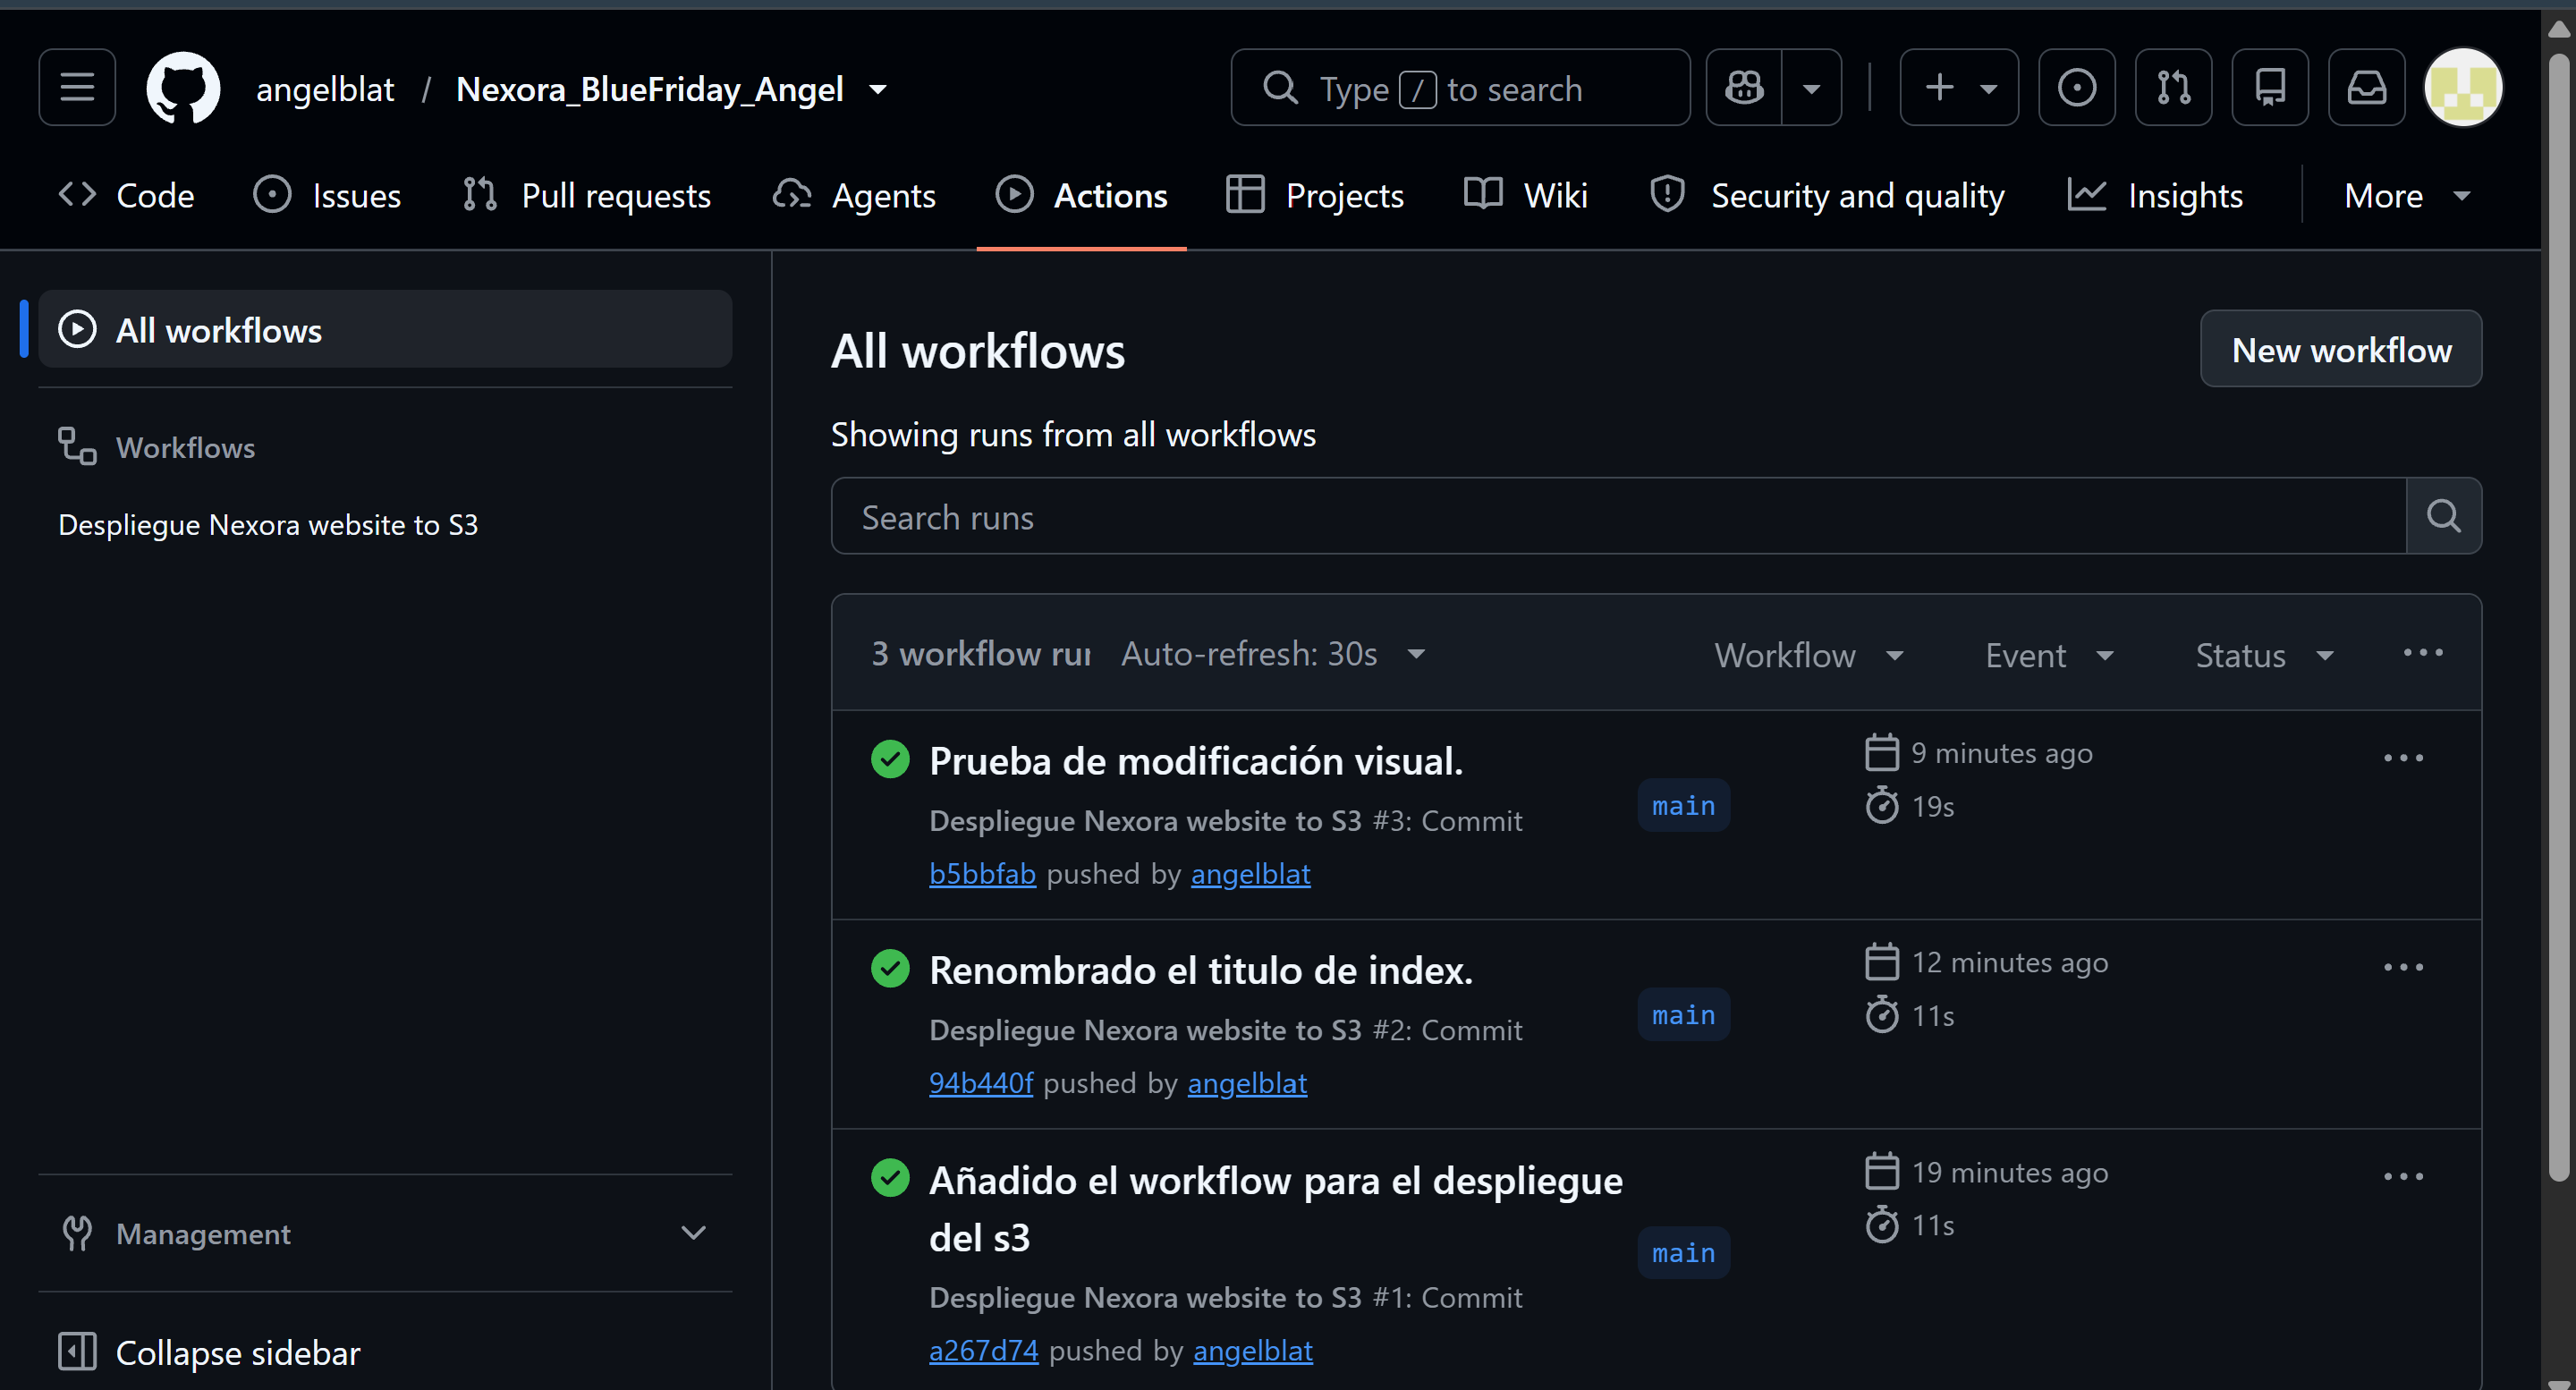 angelblat / Nexora_BlueFriday_Angel
Type / to search
Code Issues Pull requests Agents Actions Projects Wiki Security and quality Insights More
All workflows
Workflows
Despliegue Nexora website to S3
Management
Collapse sidebar
All workflows
New workflow
Showing runs from all workflows
Search runs
3 workflow rur Auto-refresh: 30s Workflow Event Status
Prueba de modificación visual.
Despliegue Nexora website to S3 #3: Commit
b5bbfab pushed by angelblat
main
9 minutes ago
19s
Renombrado el titulo de index.
Despliegue Nexora website to S3 #2: Commit
94b440f pushed by angelblat
main
12 minutes ago
11s
Añadido el workflow para el despliegue
del s3
Despliegue Nexora website to S3 #1: Commit
a267d74 pushed by angelblat
main
19 minutes ago
11s